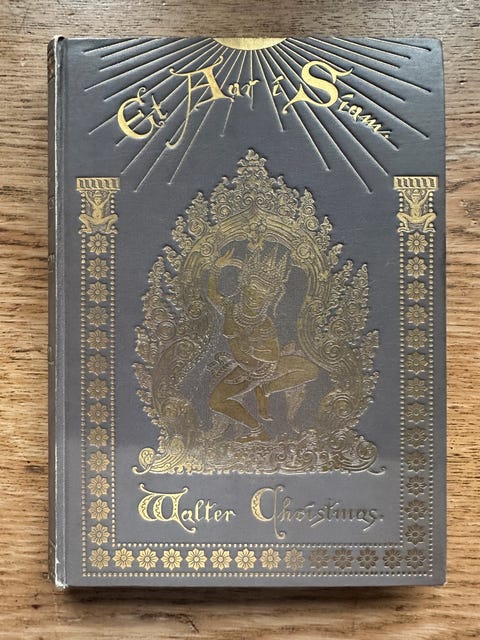 Et Aar i Siam.
Walter Christmas.